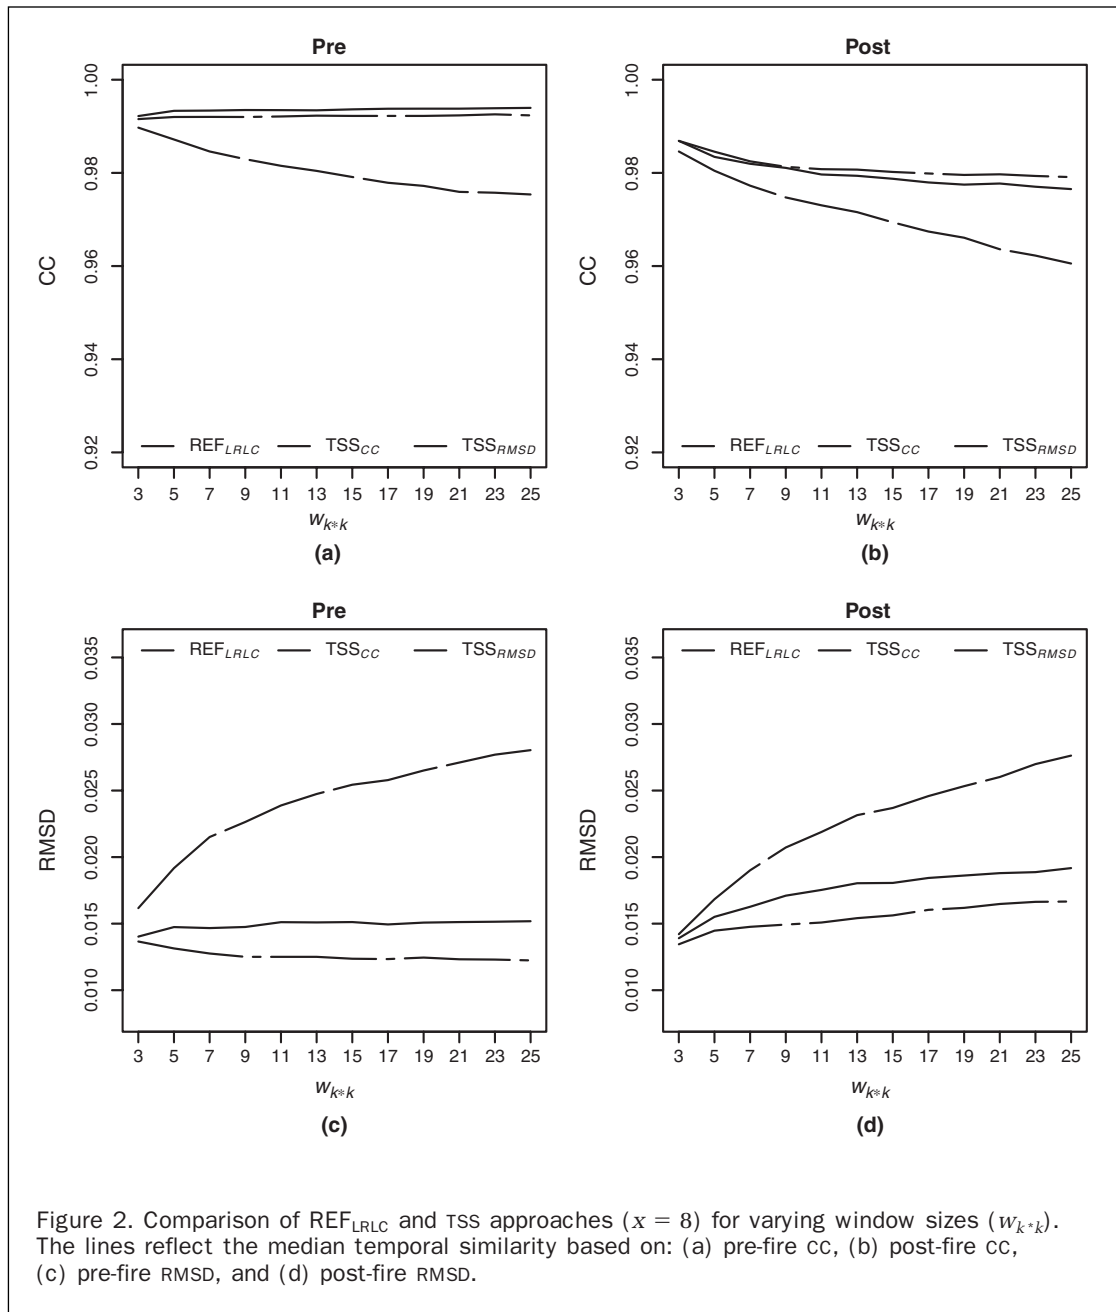 Pre
CC
1.00
0.98
0.96
0.94
0.92
REF_LRLC TSS_CC TSS_RMSD
3 5 7 9 11 13 15 17 19 21 23 25
w_k*k
(a)
Post
CC
1.00
0.98
0.96
0.94
0.92
REF_LRLC TSS_CC TSS_RMSD
3 5 7 9 11 13 15 17 19 21 23 25
w_k*k
(b)
Pre
RMSD
0.035
0.030
0.025
0.020
0.015
0.010
REF_LRLC TSS_CC TSS_RMSD
3 5 7 9 11 13 15 17 19 21 23 25
w_k*k
(c)
Post
RMSD
0.035
0.030
0.025
0.020
0.015
0.010
REF_LRLC TSS_CC TSS_RMSD
3 5 7 9 11 13 15 17 19 21 23 25
w_k*k
(d)
Figure 2. Comparison of REF_LRLC and TSS approaches (x = 8) for varying window sizes (w_k*k).
The lines reflect the median temporal similarity based on: (a) pre-fire CC, (b) post-fire CC,
(c) pre-fire RMSD, and (d) post-fire RMSD.